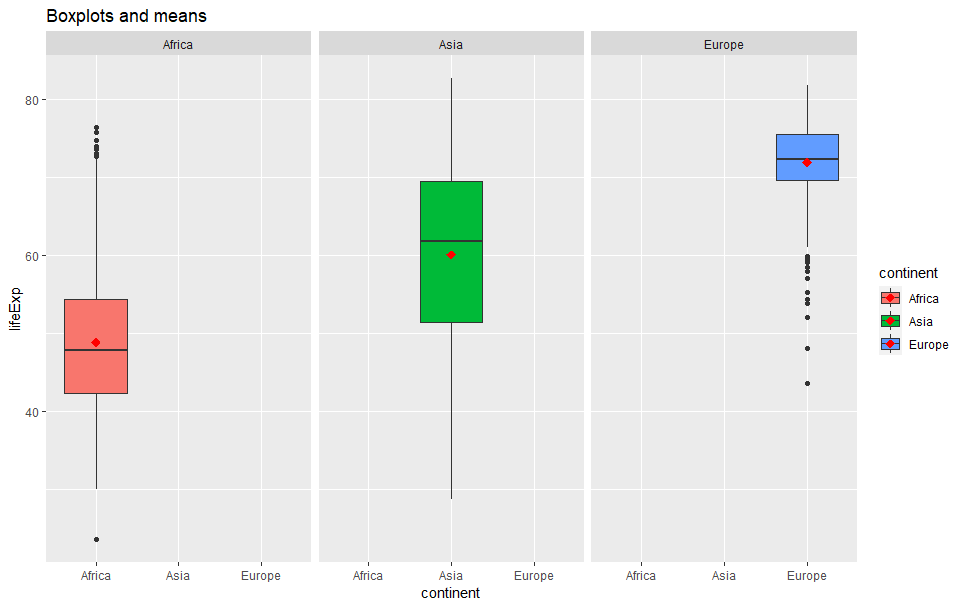 Boxplots and means
Africa Asia Europe
80
60
40
lifeExp
Africa Asia Europe Africa Asia Europe Africa Asia Europe
continent
continent
Africa
Asia
Europe